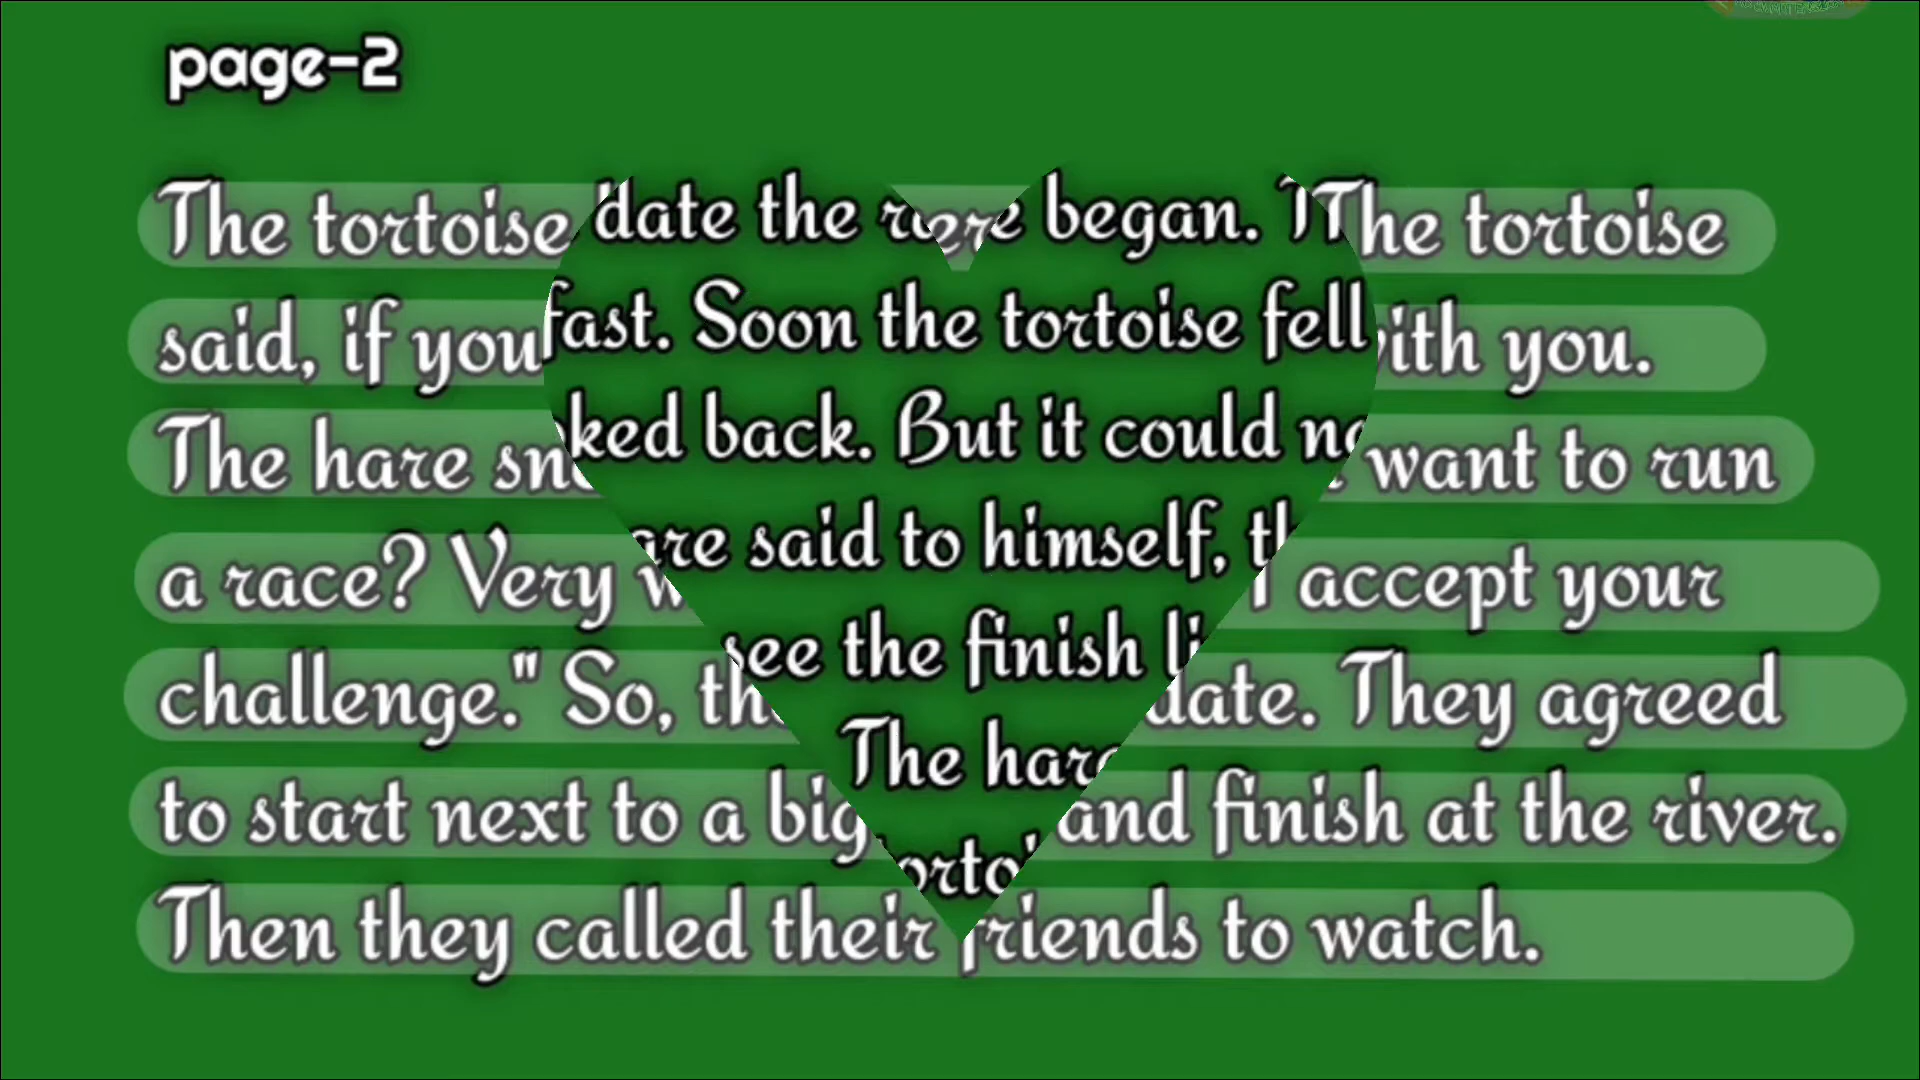 page-2
The tortoise date the began. The tortoise
said, if you fast. Soon the tortoise fell with you.
The hare ked back. But it could want to run
a race? Very are said to himself, I accept your
challenge." So, see the finish date. They agreed
The hare
to start next to a big and finish at the river.
Then they called their friends to watch.